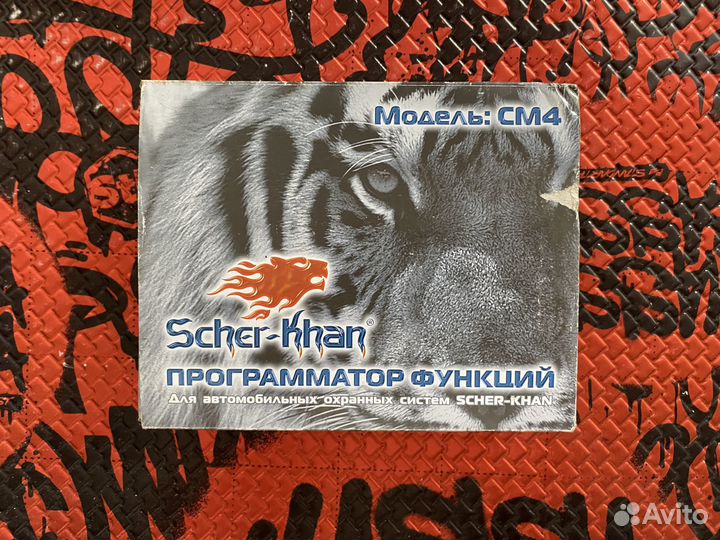 Модель: CM4
Scher-Khan®
ПРОГРАММАТОР ФУНКЦИЙ
Для автомобильных охранных систем SCHER-KHAN
Avito